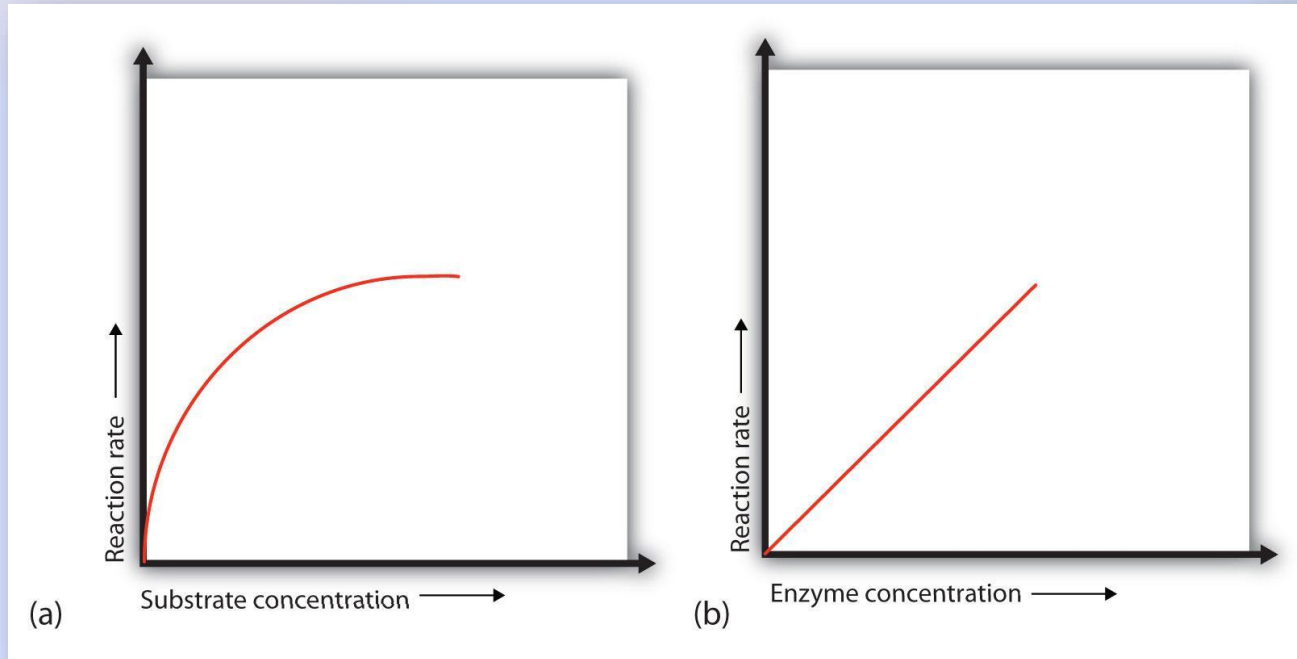 Reaction rate
Substrate concentration
(a)
Reaction rate
Enzyme concentration
(b)